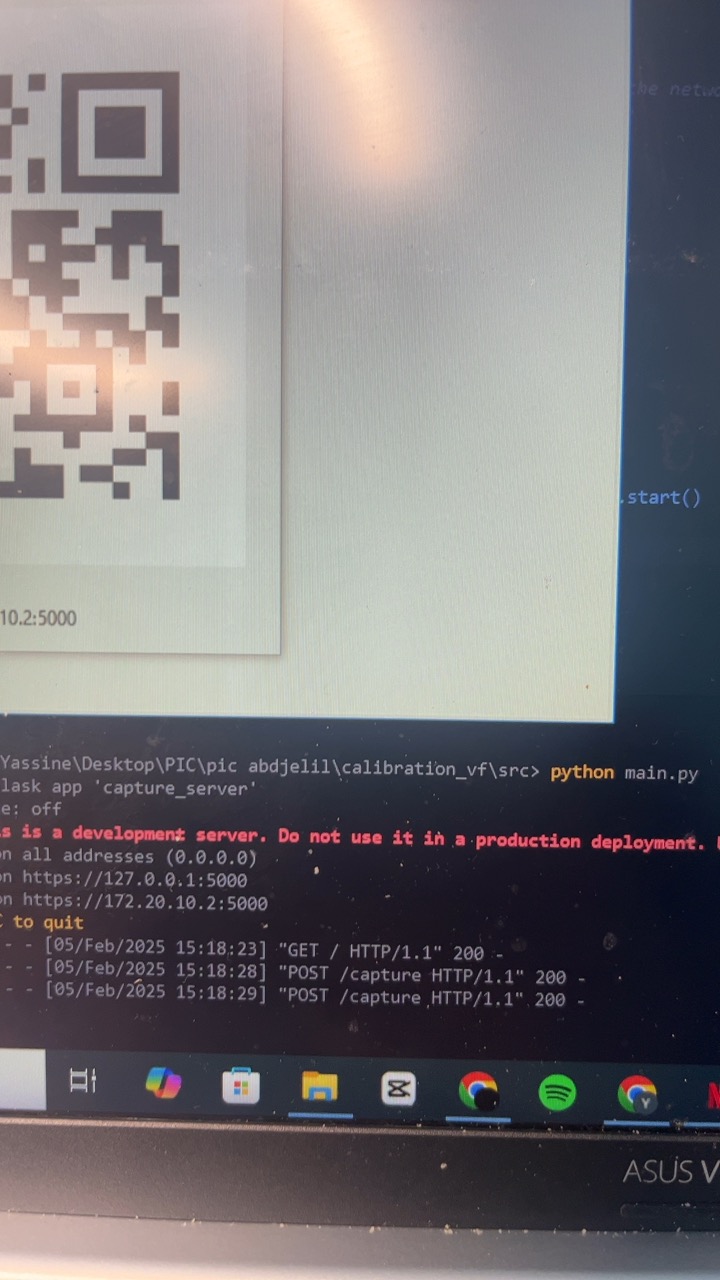 the netwo
.start()
10.2:5000
Yassine\Desktop\PIC\pic abdjelil\calibration_vf\src> python main.py
lask app 'capture_server'
e: off
s is a development server. Do not use it in a production deployment.
on all addresses (0.0.0.0)
on https://127.0.0.1:5000
on https://172.20.10.2:5000
C to quit
- - [05/Feb/2025 15:18:23] "GET / HTTP/1.1" 200 -
- - [05/Feb/2025 15:18:28] "POST /capture HTTP/1.1" 200 -
- - [05/Feb/2025 15:18:29] "POST /capture HTTP/1.1" 200 -
Y
ASUS V